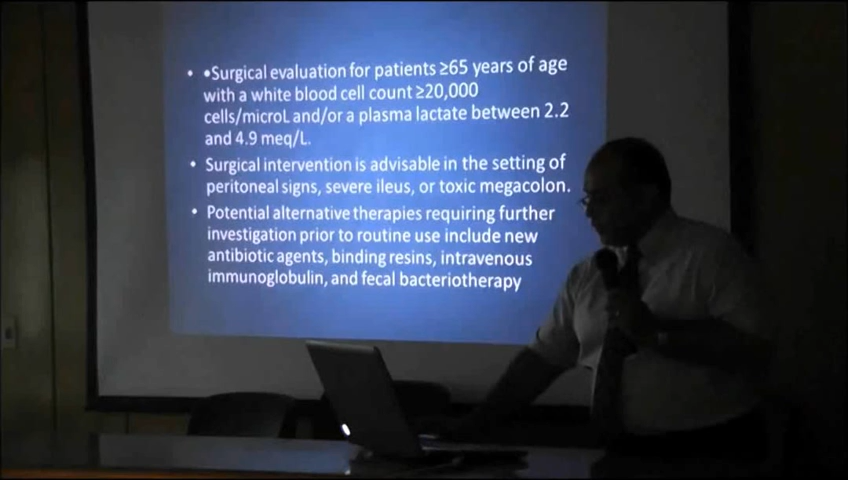 • •Surgical evaluation for patients ≥65 years of age
with a white blood cell count ≥20,000
cells/microL and/or a plasma lactate between 2.2
and 4.9 meq/L.
• Surgical intervention is advisable in the setting of
peritoneal signs, severe ileus, or toxic megacolon.
• Potential alternative therapies requiring further
investigation prior to routine use include new
antibiotic agents, binding resins, intravenous
immunoglobulin, and fecal bacteriotherapy